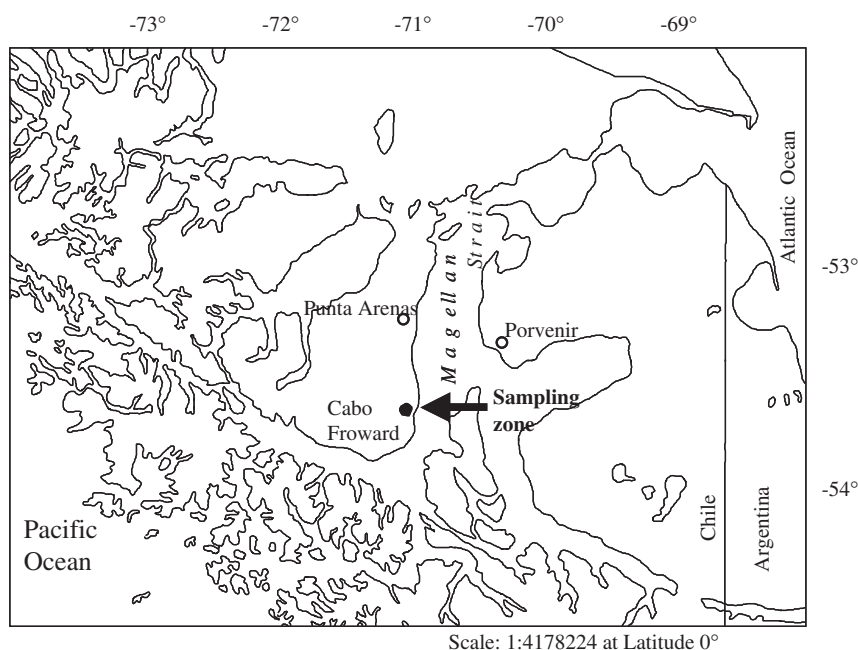 -73° -72° -71° -70° -69°
Atlantic Ocean
Magellan
Strait
-53°
Punta Arenas
Porvenir
Cabo
Froward
Sampling
zone
-54°
Chile
Argentina
Pacific
Ocean
Scale: 1:4178224 at Latitude 0°